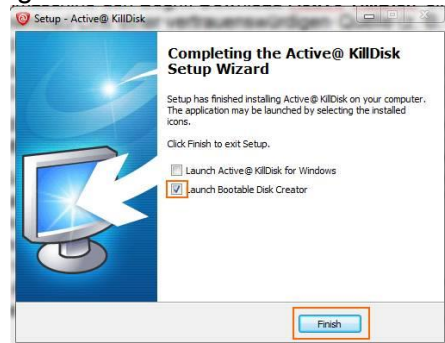 vertrauenswürdigen
Setup - Active@ KillDisk
Completing the Active@ KillDisk
Setup Wizard
Setup has finished installing Active@ KillDisk on your computer.
The application may be launched by selecting the installed
icons.
Click Finish to exit Setup.
Launch Active@ KillDisk for Windows
Launch Bootable Disk Creator
Finish